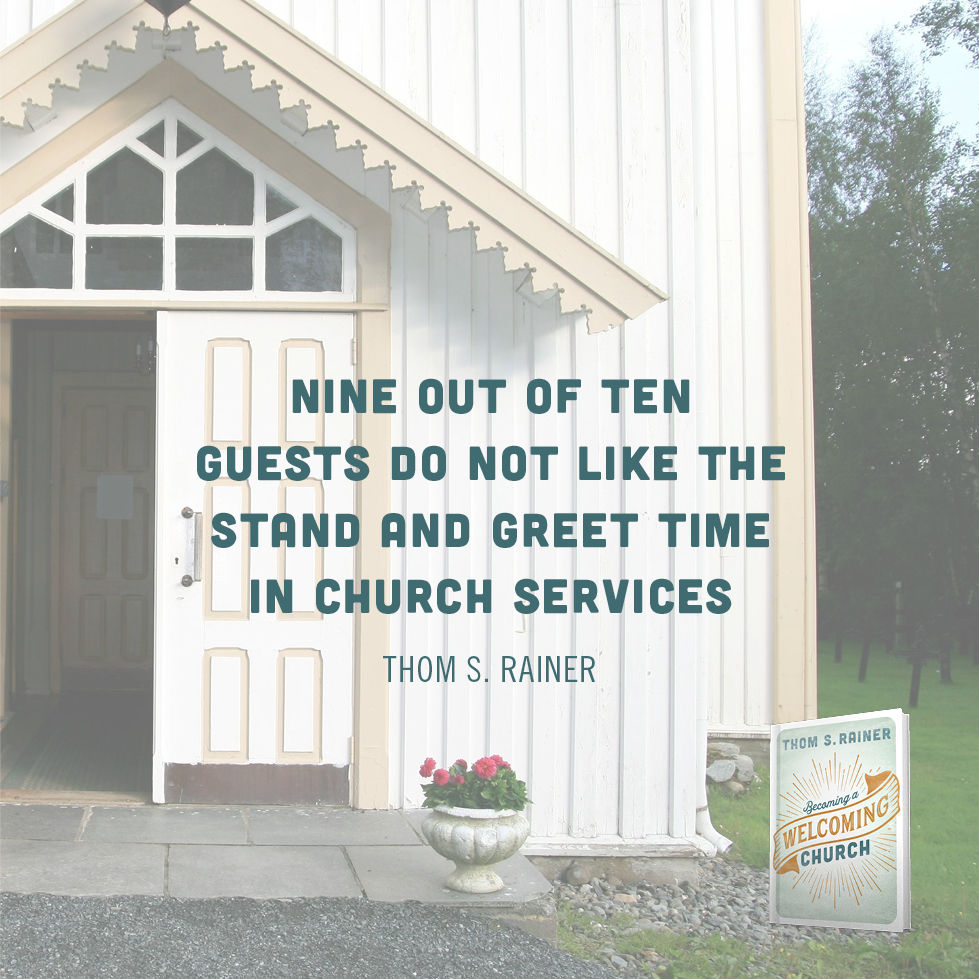 NINE OUT OF TEN
GUESTS DO NOT LIKE THE
STAND AND GREET TIME
IN CHURCH SERVICES
THOM S. RAINER
THOM S. RAINER
Becoming a
WELCOMING
CHURCH